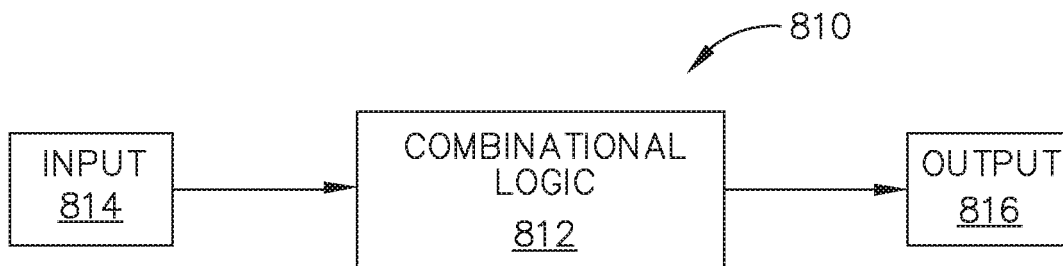 810
INPUT
814
COMBINATIONAL
LOGIC
812
OUTPUT
816